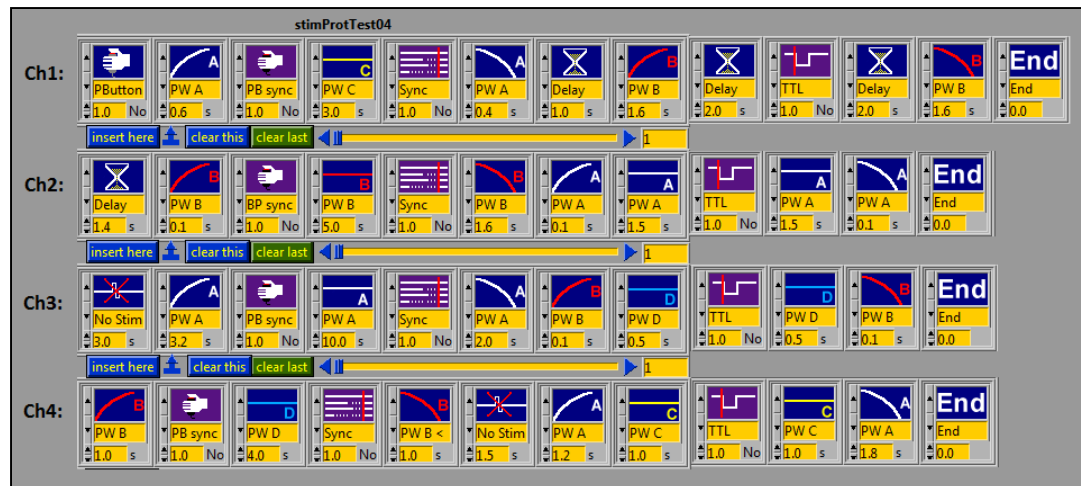 stimProtTest04
Ch1:
A C A B B End
PButton PW A PB sync PW C Sync PW A Delay PW B Delay TTL Delay PW B End
1.0 No 0.6 s 1.0 No 3.0 s 1.0 No 0.4 s 1.0 s 1.6 s 2.0 s 1.0 No 2.0 s 1.6 s 0.0
insert here clear this clear last 1
Ch2:
B B B A A A A End
Delay PW B BP sync PW B Sync PW B PW A PW A TTL PW A PW A End
1.4 s 0.1 s 1.0 No 5.0 s 1.0 No 1.6 s 0.1 s 1.5 s 1.0 No 1.5 s 0.1 s 0.0
insert here clear this clear last 1
Ch3:
A A A B D D B End
No Stim PW A PB sync PW A Sync PW A PW B PW D TTL PW D PW B End
3.0 s 3.2 s 1.0 No 10.0 s 1.0 No 2.0 s 0.1 s 0.5 s 1.0 No 0.5 s 0.1 s 0.0
insert here clear this clear last 1
Ch4:
B D B A C C A End
PW B PB sync PW D Sync PW B < No Stim PW A PW C TTL PW C PW A End
1.0 s 1.0 No 4.0 s 1.0 No 1.0 s 1.5 s 1.2 s 1.0 s 1.0 No 1.0 s 1.8 s 0.0